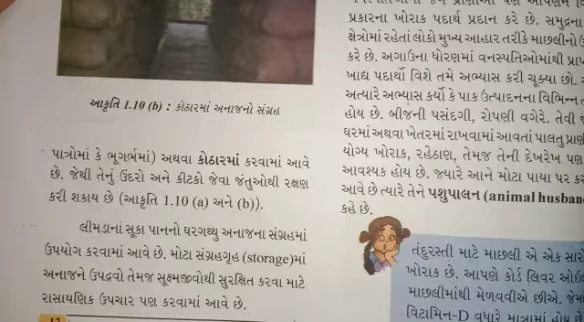 આકૃતિ 1.10 (b) : કોઠારમાં અનાજનો સંગ્રહ
પાત્રોમાં કે ભૂગર્ભમાં) અથવા કોઠારમાં કરવામાં આવે
છે. જેથી તેનું ઉંદરો અને કીટકો જેવા જંતુઓથી રક્ષણ
કરી શકાય છે (આકૃતિ 1.10 (a) અને (b)).
લીમડાનાં સૂકા પાનનો ઘરગથ્થુ અનાજના સંગ્રહમાં
ઉપયોગ કરવામાં આવે છે. મોટા સંગ્રહગૃહ (storage)માં
અનાજને ઉપદ્રવો તેમજ સૂક્ષ્મજીવોથી સુરક્ષિત કરવા માટે
રાસાયણિક ઉપચાર પણ કરવામાં આવે છે.
પ્રકારના ખોરાક પદાર્થ પ્રદાન કરે છે. સમુદ્રના
ક્ષેત્રોમાં રહેતાં લોકો મુખ્ય આહાર તરીકે માછલીનો
કરે છે. અગાઉના ધોરણમાં વનસ્પતિઓમાંથી
ખાદ્ય પદાર્થો વિશે તમે અભ્યાસ કરી ચૂક્યા છો.
અત્યારે અભ્યાસ કર્યો કે પાક ઉત્પાદનના વિભિન્ન
હોય છે. બીજની પસંદગી, રોપણી વગેરે. તેવી
ઘરમાં અથવા ખેતરમાં રાખવામાં આવતાં પાલતુ
યોગ્ય ખોરાક, રહેઠાણ, તેમજ તેની દેખરેખ પણ
આવશ્યક હોય છે. જ્યારે આને મોટા પાયા પર
આવે છે ત્યારે તેને પશુપાલન (animal husban
કહે છે.
તંદુરસ્તી માટે માછલી એ એક સારો
ખોરાક છે. આપણે કોડ લિવર ઓઇ
માછલીમાંથી મેળવવીએ છીએ. જેમાં
વિટામિન-D વધારે માત્રામાં હોય છે